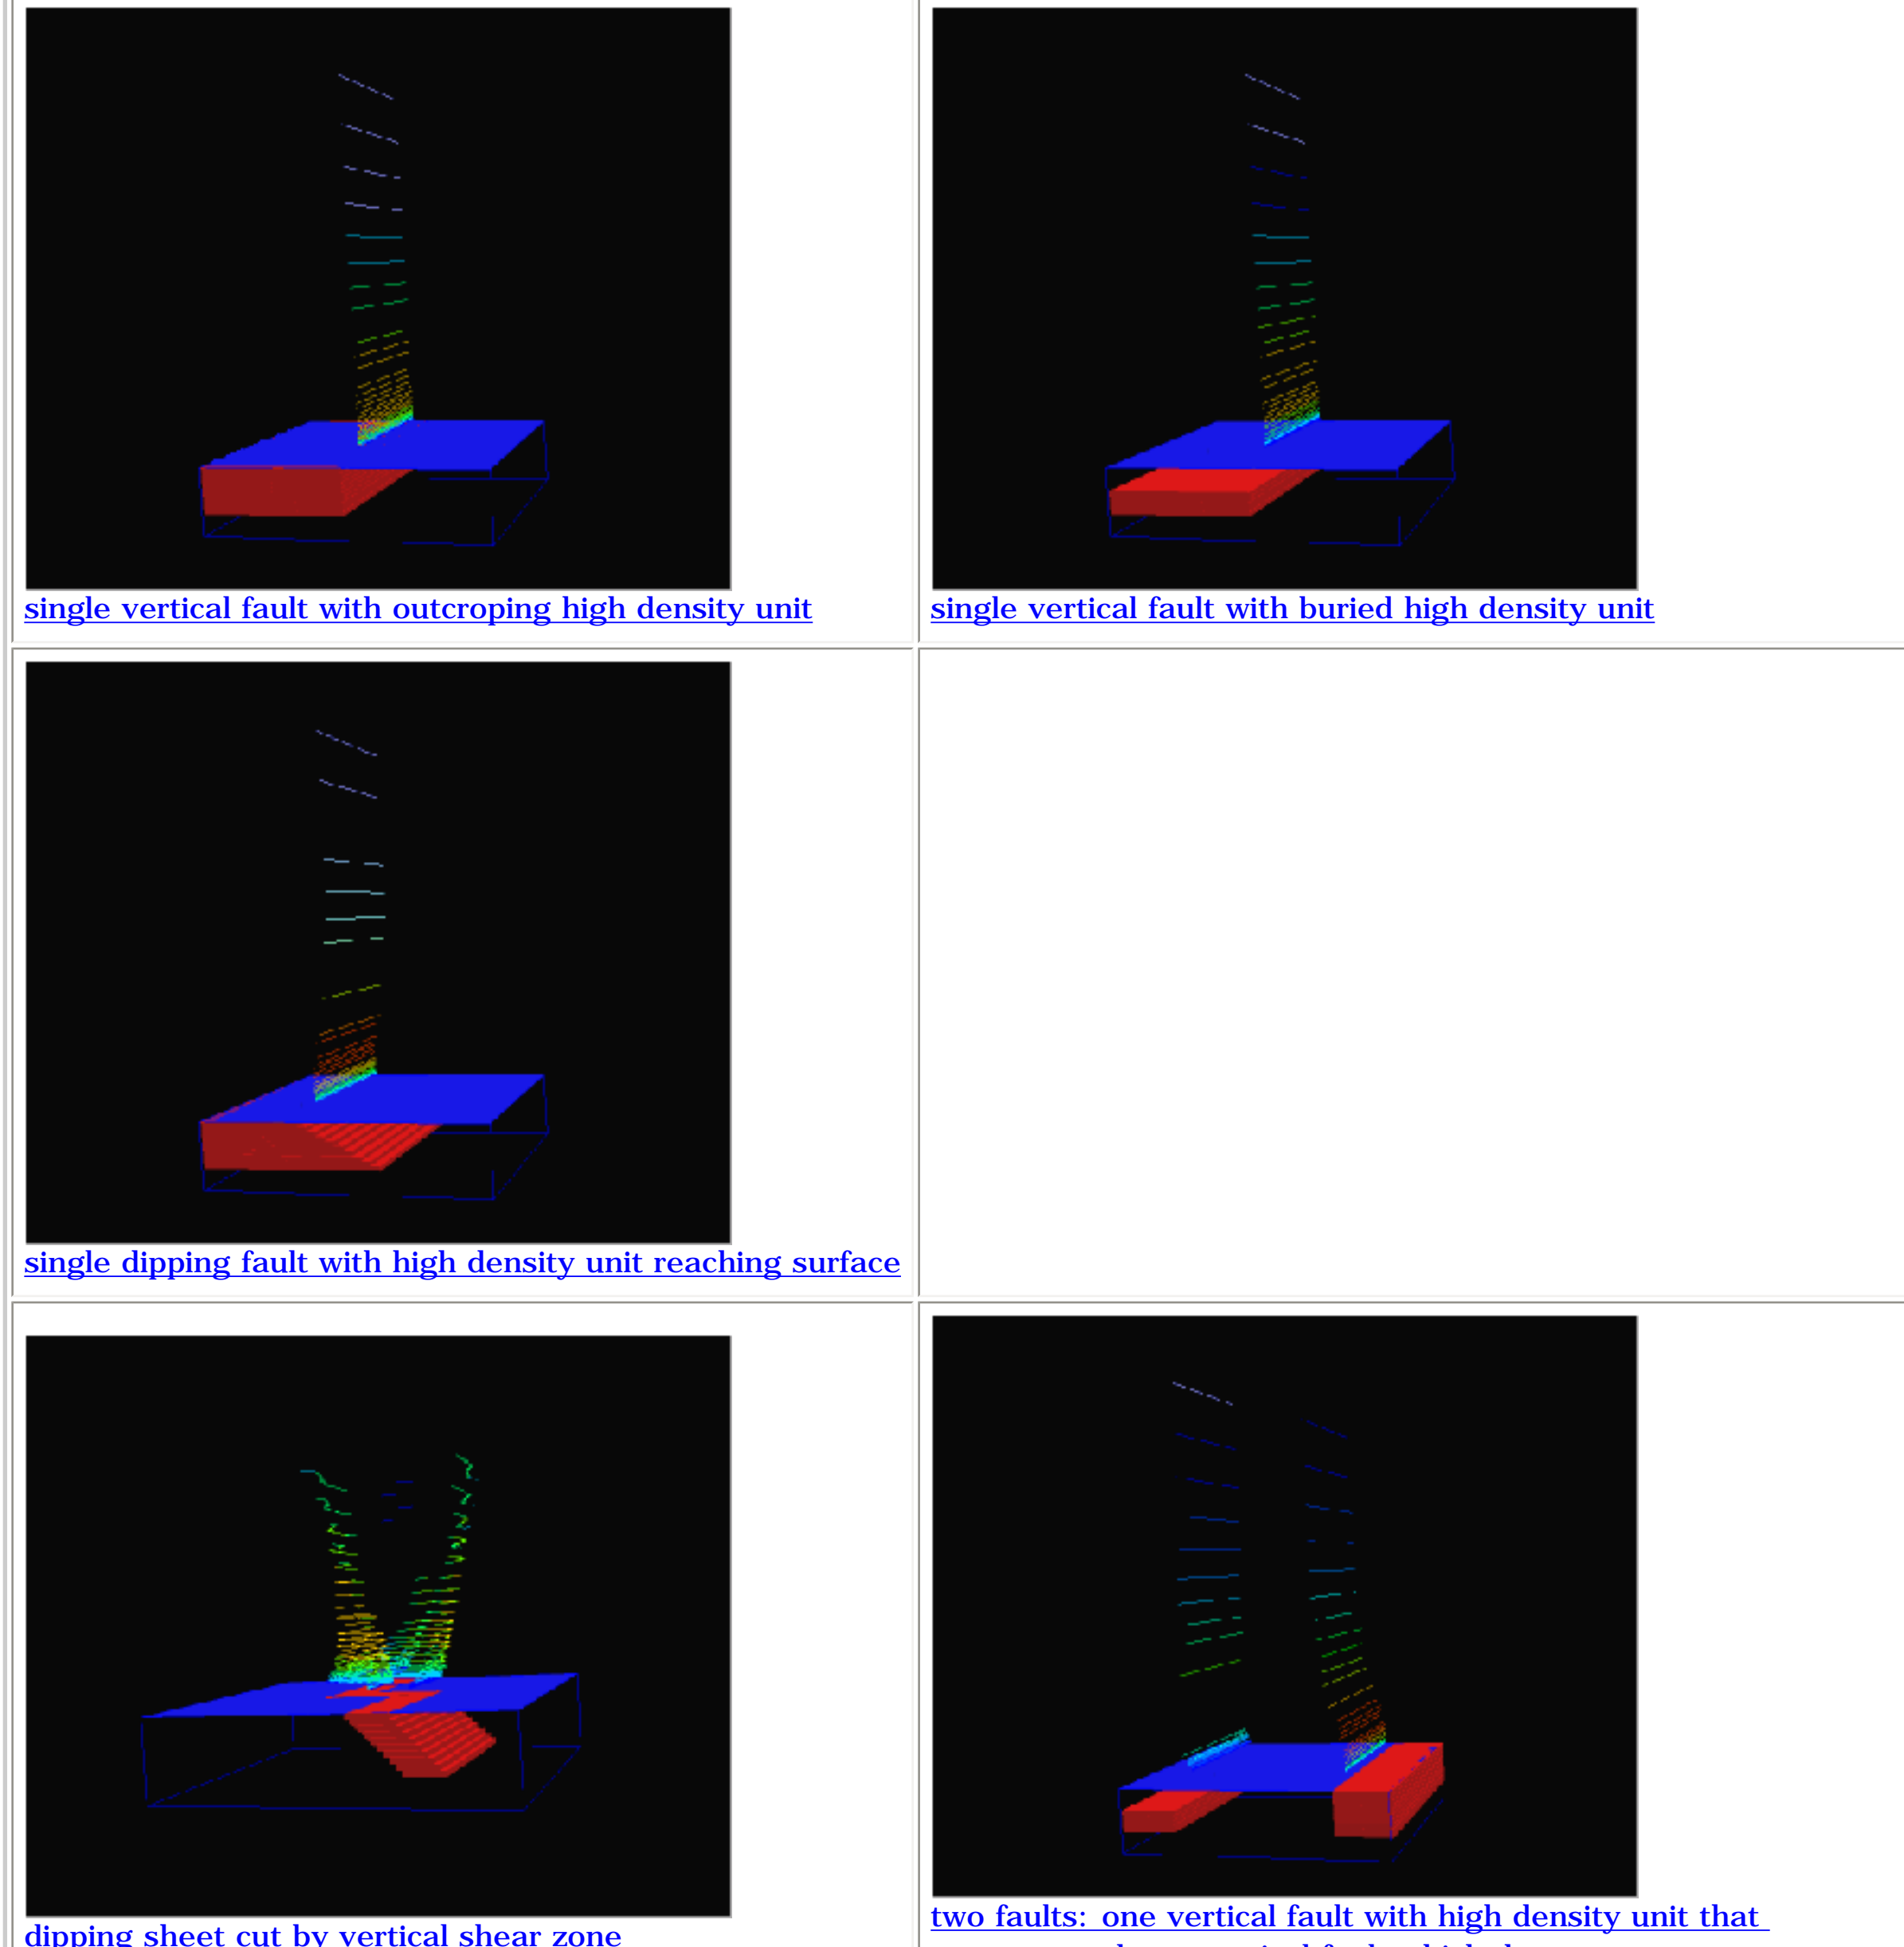 single vertical fault with outcroping high density unit
single vertical fault with buried high density unit
single dipping fault with high density unit reaching surface
dipping sheet cut by vertical shear zone
two faults: one vertical fault with high density unit that